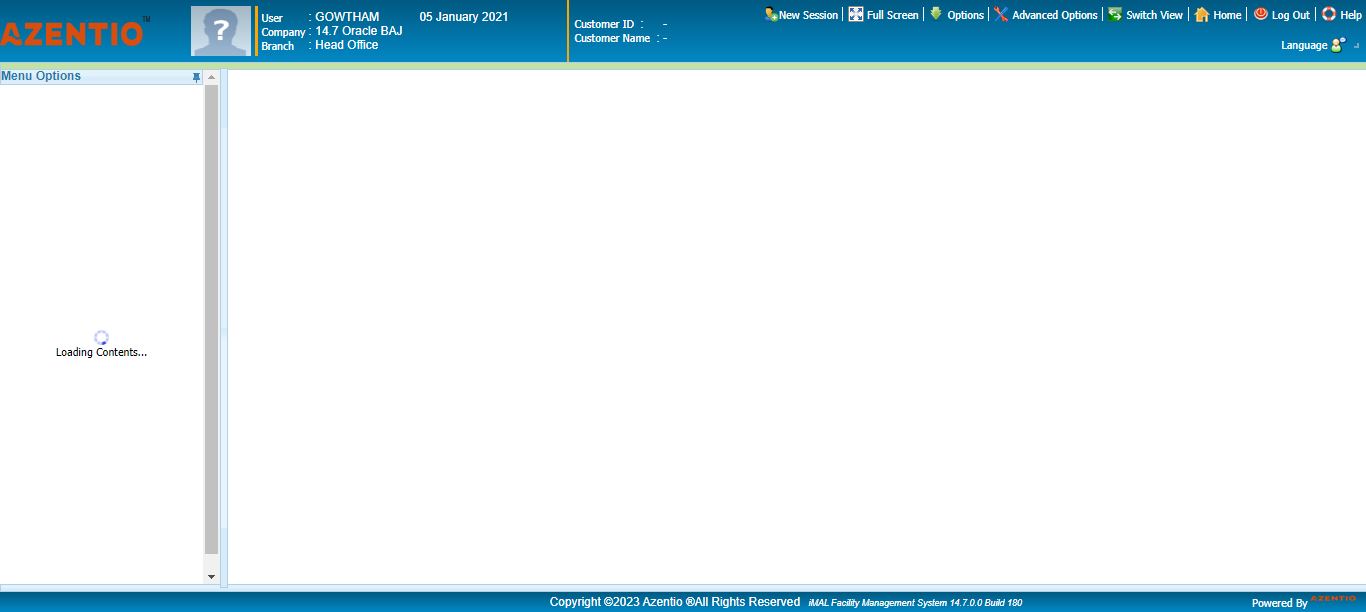 AZENTIO™
?
User : GOWTHAM 05 January 2021
Company : 14.7 Oracle BAJ
Branch : Head Office
Customer ID : -
Customer Name : -
New Session | Full Screen | Options | Advanced Options | Switch View | Home | Log Out | Help
Language
Menu Options
Loading Contents...
Copyright ©2023 Azentio ®All Rights Reserved iMAL Facility Management System 14.7.0.0 Build 180
Powered By AZENTIO